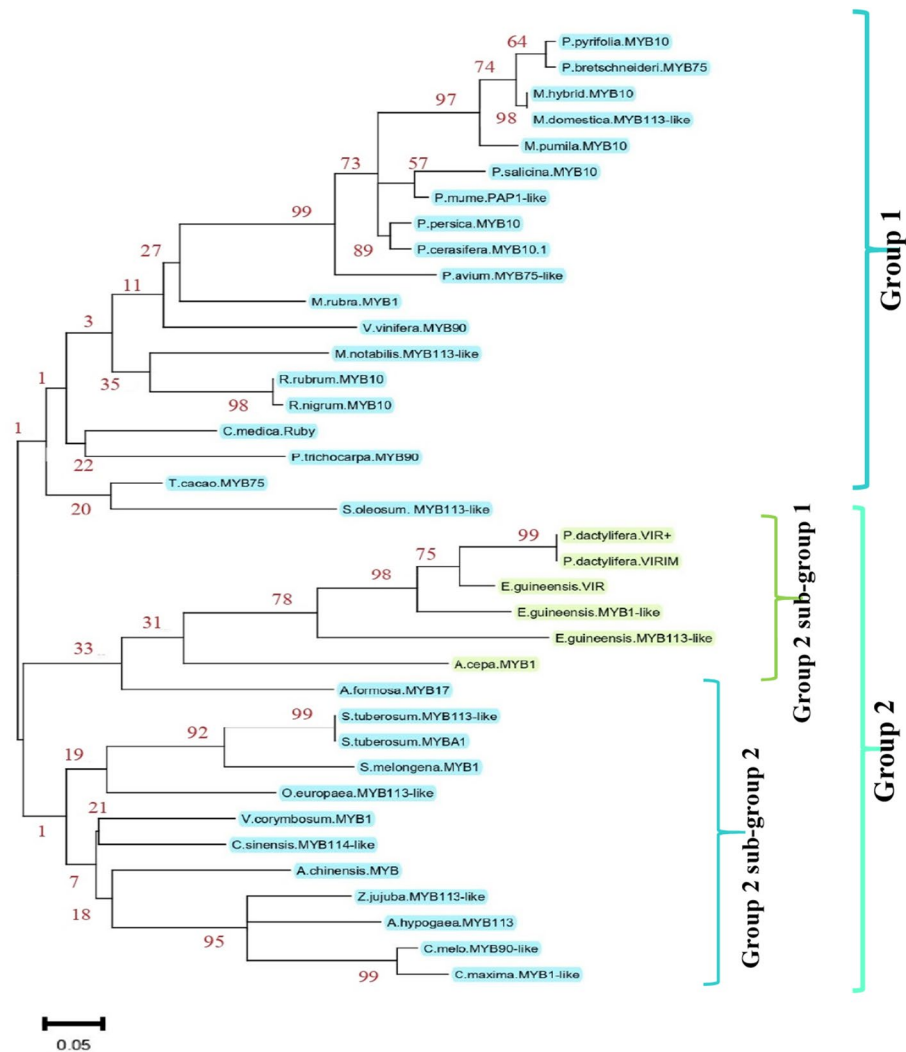 64
P.pyrifolia.MYB10
P.bretschneideri.MYB75
74
M.hybrid.MYB10
97
98
M.domestica.MYB113-like
M.pumila.MYB10
73
57
P.salicina.MYB10
P.mume.PAP1-like
99
P.persica.MYB10
89
P.cerasifera.MYB10.1
27
P.avium.MYB75-like
11
M.rubra.MYB1
3
V.vinifera.MYB90
M.notabilis.MYB113-like
1
35
R.rubrum.MYB10
98
R.nigrum.MYB10
1
C.medica.Ruby
22
P.trichocarpa.MYB90
T.cacao.MYB75
20
S.oleosum. MYB113-like
Group 1
99
P.dactylifera.VIR+
75
P.dactylifera.VIRIM
98
E.guineensis.VIR
78
E.guineensis.MYB1-like
31
E.guineensis.MYB113-like
33
A.cepa.MYB1
Group 2 sub-group 1
A.formosa.MYB17
99
S.tuberosum.MYB113-like
92
S.tuberosum.MYBA1
19
S.melongena.MYB1
O.europaea.MYB113-like
1
21
V.corymbosum.MYB1
C.sinensis.MYB114-like
7
A.chinensis.MYB
18
Z.jujuba.MYB113-like
95
A.hypogaea.MYB113
C.melo.MYB90-like
99
C.maxima.MYB1-like
Group 2 sub-group 2
Group 2
0.05